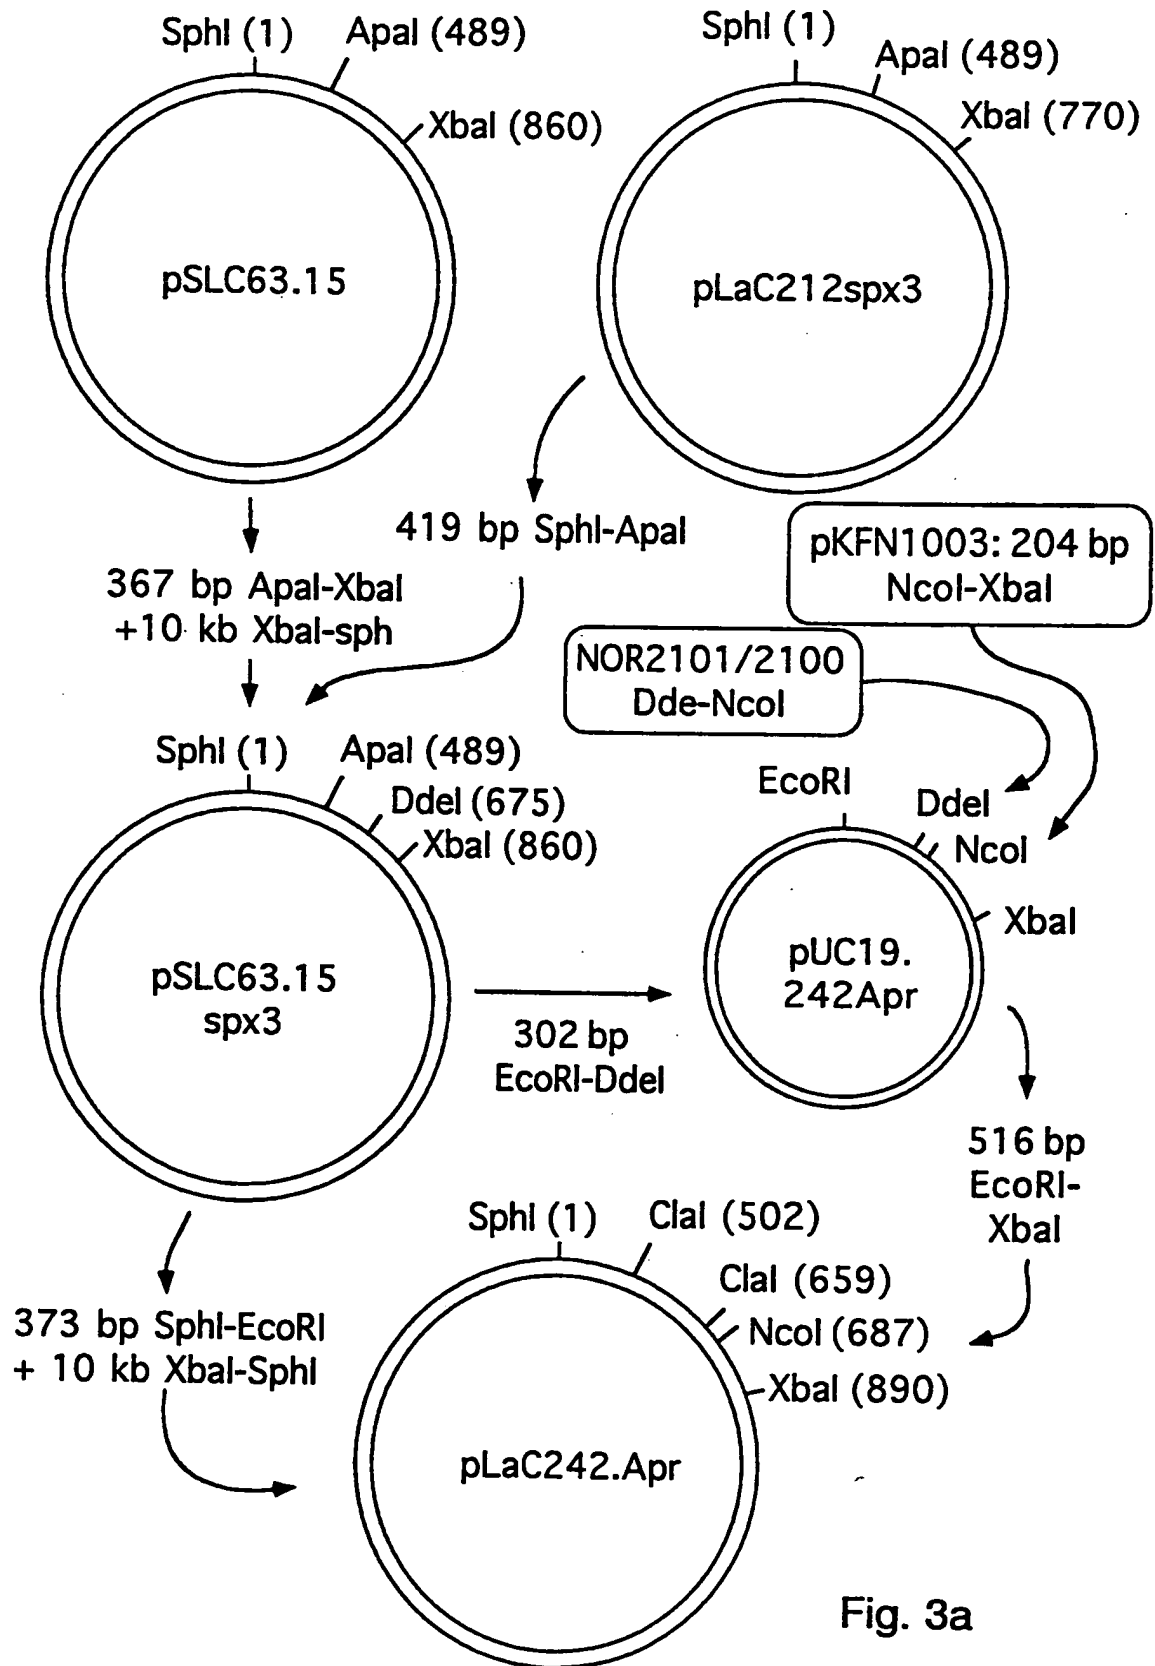 SphI (1)
ApaI (489)
XbaI (860)
pSLC63.15
SphI (1)
ApaI (489)
XbaI (770)
pLaC212spx3
419 bp SphI-ApaI
367 bp ApaI-XbaI
+10 kb XbaI-sph
pKFN1003: 204 bp
NcoI-XbaI
NOR2101/2100
Dde-NcoI
SphI (1)
ApaI (489)
DdeI (675)
XbaI (860)
pSLC63.15
spx3
EcoRI
DdeI
NcoI
XbaI
pUC19.
242Apr
302 bp
EcoRI-DdeI
516 bp
EcoRI-
XbaI
373 bp SphI-EcoRI
+ 10 kb XbaI-SphI
SphI (1)
ClaI (502)
ClaI (659)
NcoI (687)
XbaI (890)
pLaC242.Apr
Fig. 3a